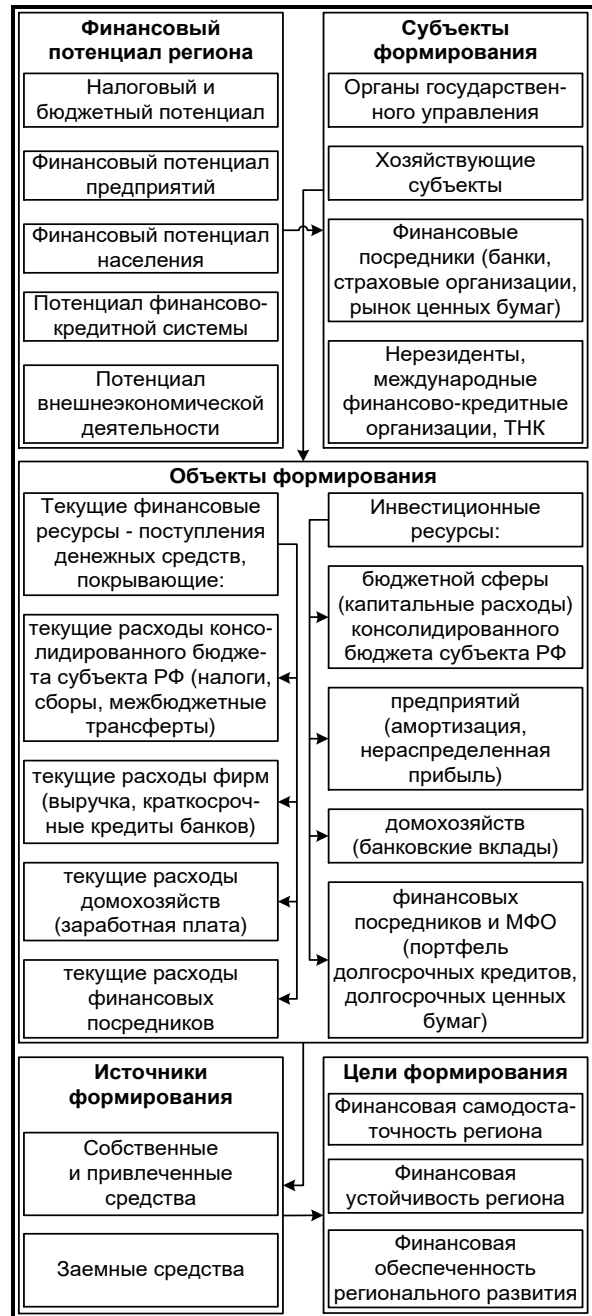 Финансовый
потенциал региона
Налоговый и
бюджетный потенциал
Финансовый потенциал
предприятий
Финансовый потенциал
населения
Потенциал финансово-
кредитной системы
Потенциал
внешнеэкономической
деятельности
Субъекты
формирования
Органы государствен-
ного управления
Хозяйствующие
субъекты
Финансовые
посредники (банки,
страховые организации,
рынок ценных бумаг)
Нерезиденты,
международные
финансово-кредитные
организации, ТНК
Объекты формирования
Текущие финансовые
ресурсы - поступления
денежных средств,
покрывающие:
текущие расходы консо-
лидированного бюдже-
та субъекта РФ (налоги,
сборы, межбюджетные
трансферты)
текущие расходы фирм
(выручка, краткосроч-
ные кредиты банков)
текущие расходы
домохозяйств
(заработная плата)
текущие расходы
финансовых
посредников
Инвестиционные
ресурсы:
бюджетной сферы
(капитальные расходы)
консолидированного
бюджета субъекта РФ
предприятий
(амортизация,
нераспределенная
прибыль)
домохозяйств
(банковские вклады)
финансовых
посредников и МФО
(портфель
долгосрочных кредитов,
долгосрочных ценных
бумаг)
Источники
формирования
Собственные
и привлеченные
средства
Заемные средства
Цели формирования
Финансовая самодоста-
точность региона
Финансовая
устойчивость региона
Финансовая
обеспеченность
регионального развития